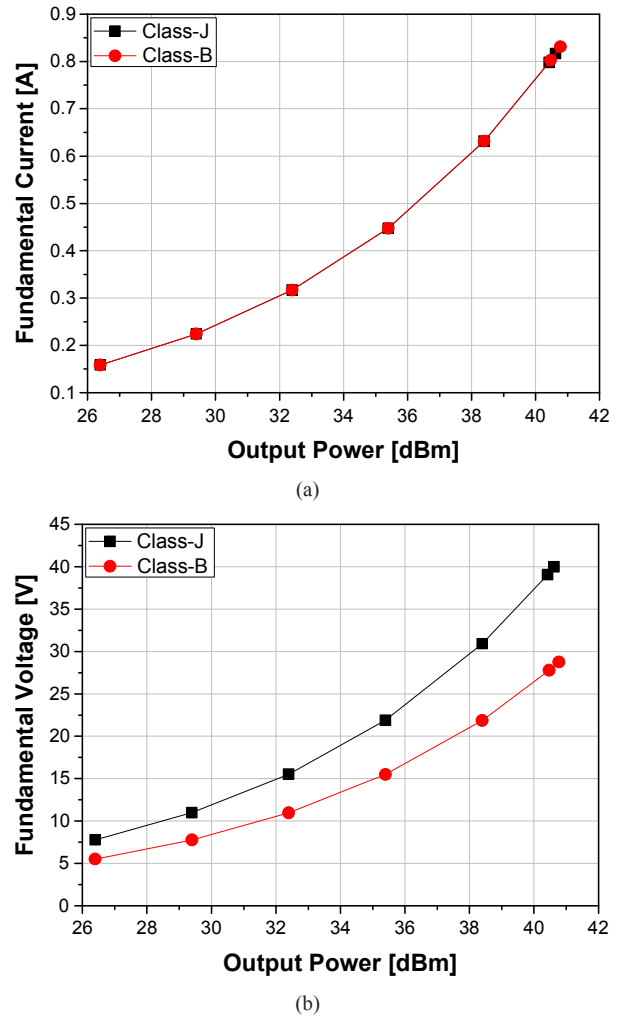 0.9
0.8
0.7
0.6
0.5
0.4
0.3
0.2
0.1
Fundamental Current [A]
Class-J
Class-B
26 28 30 32 34 36 38 40 42
Output Power [dBm]
(a)
45
40
35
30
25
20
15
10
5
0
Fundamental Voltage [V]
Class-J
Class-B
26 28 30 32 34 36 38 40 42
Output Power [dBm]
(b)